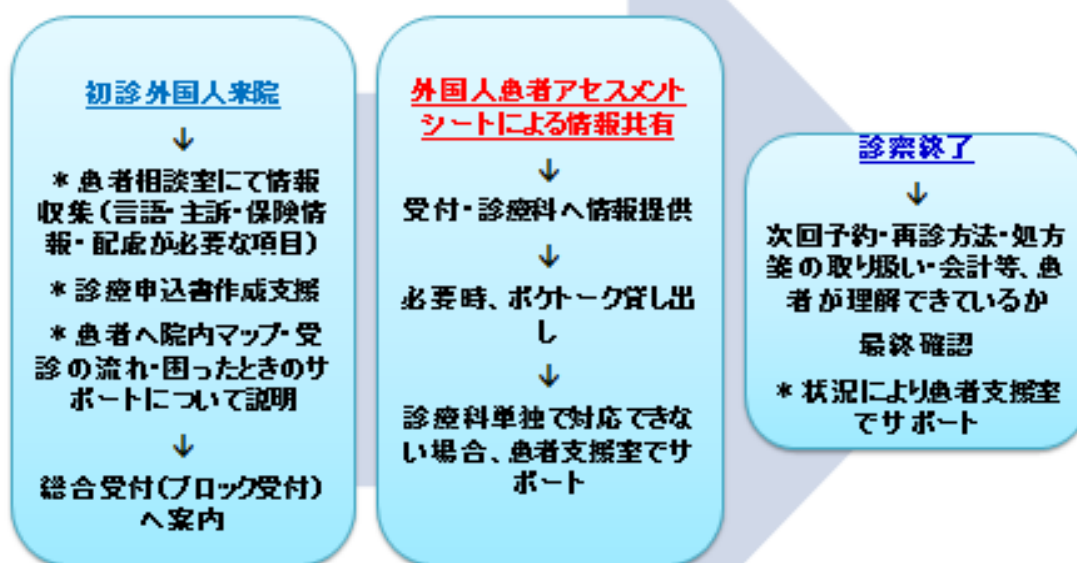 初診外国人来院
↓
＊患者相談室にて情報
収集（言語・主訴・保険情
報・配慮が必要な項目）
＊診療申込書作成支援
＊患者へ院内マップ・受
診の流れ・困ったときのサ
ポートについて説明
↓
総合受付(ブロック受付)
へ案内
外国人患者アセスメント
シートによる情報共有
↓
受付・診療科へ情報提供
↓
必要時、ポケトーク貸し出
し
↓
診療科単独で対応できな
い場合、患者支援室でサ
ポート
診察終了
↓
次回予約・再診方法・処方
箋の取り扱い・会計等、患
者が理解できているか
最終確認
＊状況により患者支援室
でサポート